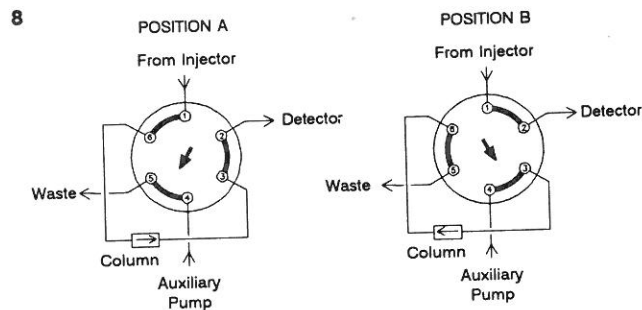 8
POSITION A
From Injector
1
2
3
4
5
6
Detector
Waste
Column
Auxiliary
Pump
POSITION B
From Injector
1
2
3
4
5
6
Detector
Waste
Column
Auxiliary
Pump